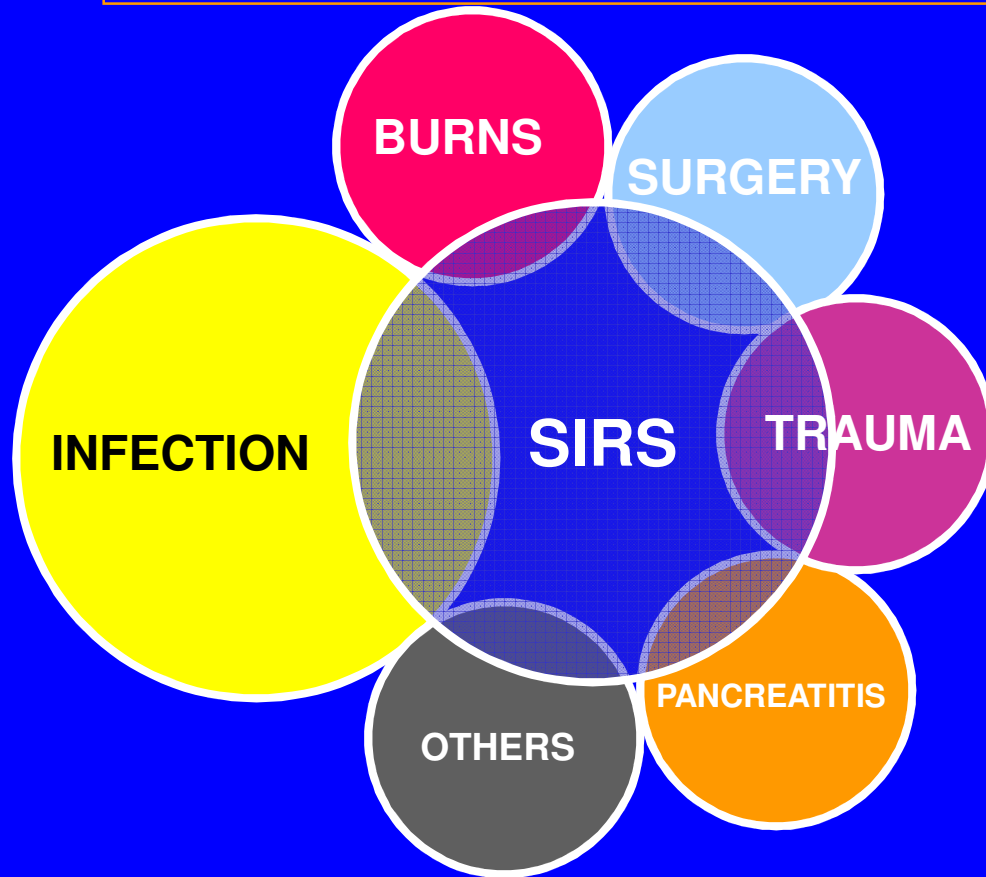 BURNS
SURGERY
INFECTION
SIRS
TRAUMA
PANCREATITIS
OTHERS